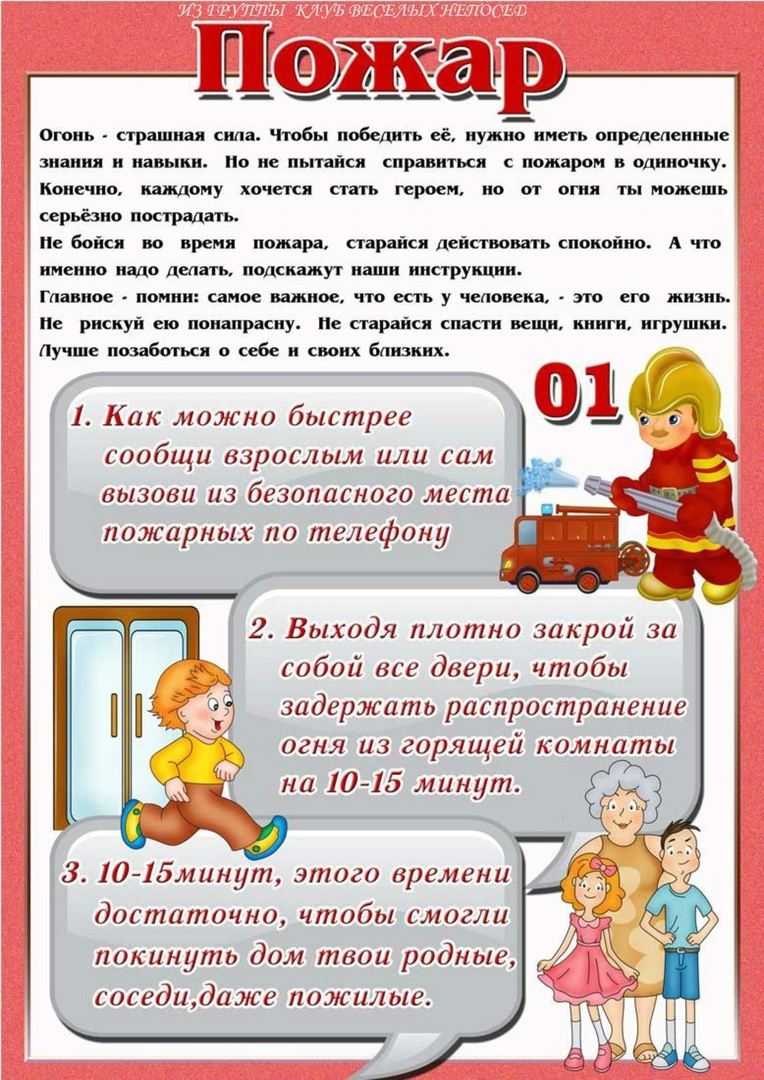 ИЗ ГРУППЫ КЛУБ ВЕСЕЛЫХ НЕПОСЕД
Пожар
Огонь - страшная сила. Чтобы победить её, нужно иметь определенные
знания и навыки. Но не пытайся справиться с пожаром в одиночку.
Конечно, каждому хочется стать героем, но от огня ты можешь
серьёзно пострадать.
Не бойся во время пожара, старайся действовать спокойно. А что
именно надо делать, подскажут наши инструкции.
Главное - помни: самое важное, что есть у человека, - это его жизнь.
Не рискуй ею понапрасну. Не старайся спасти вещи, книги, игрушки.
Лучше позаботься о себе и своих близких.
01
1. Как можно быстрее
сообщи взрослым или сам
вызови из безопасного места
пожарных по телефону
2. Выходя плотно закрой за
собой все двери, чтобы
задержать распространение
огня из горящей комнаты
на 10-15 минут.
3. 10-15минут, этого времени
достаточно, чтобы смогли
покинуть дом твои родные,
соседи,даже пожилые.